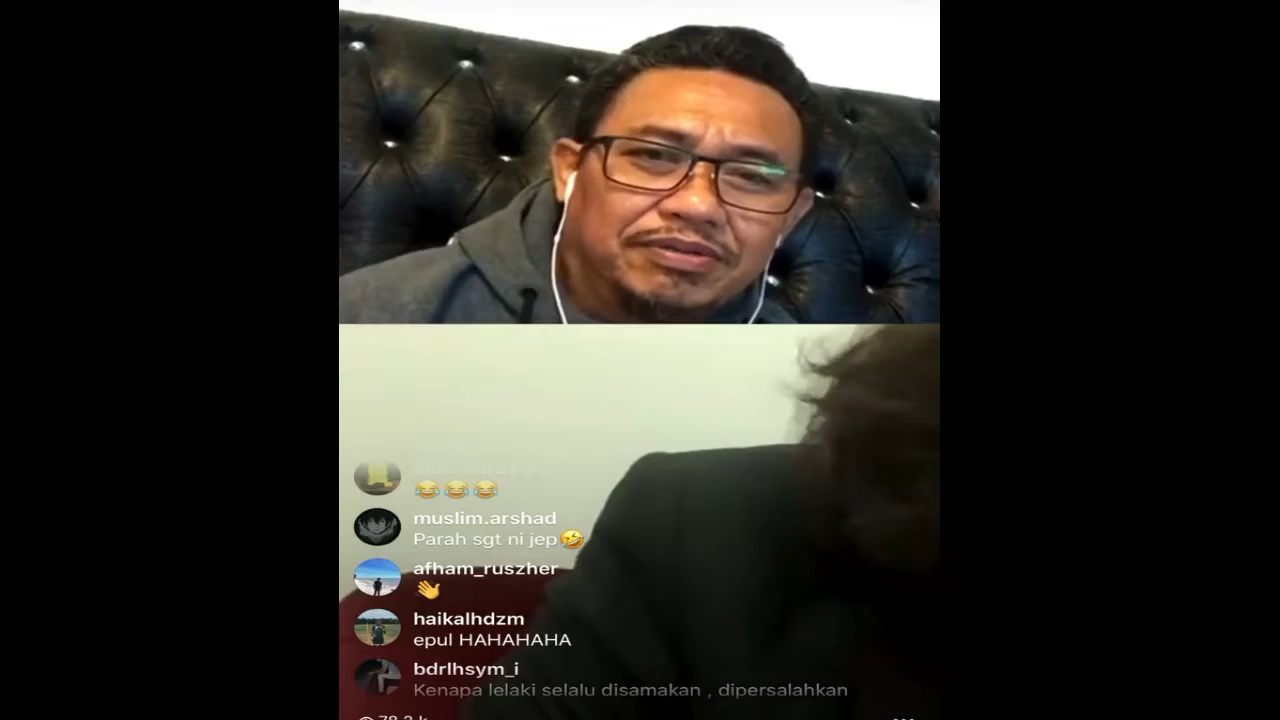 😂😂😂
muslim.arshad
Parah sgt ni jep🤣
afham_ruszher
👋
haikalhdzm
epul HAHAHAHA
bdrlhsym_i
Kenapa lelaki selalu disamakan , dipersalahkan